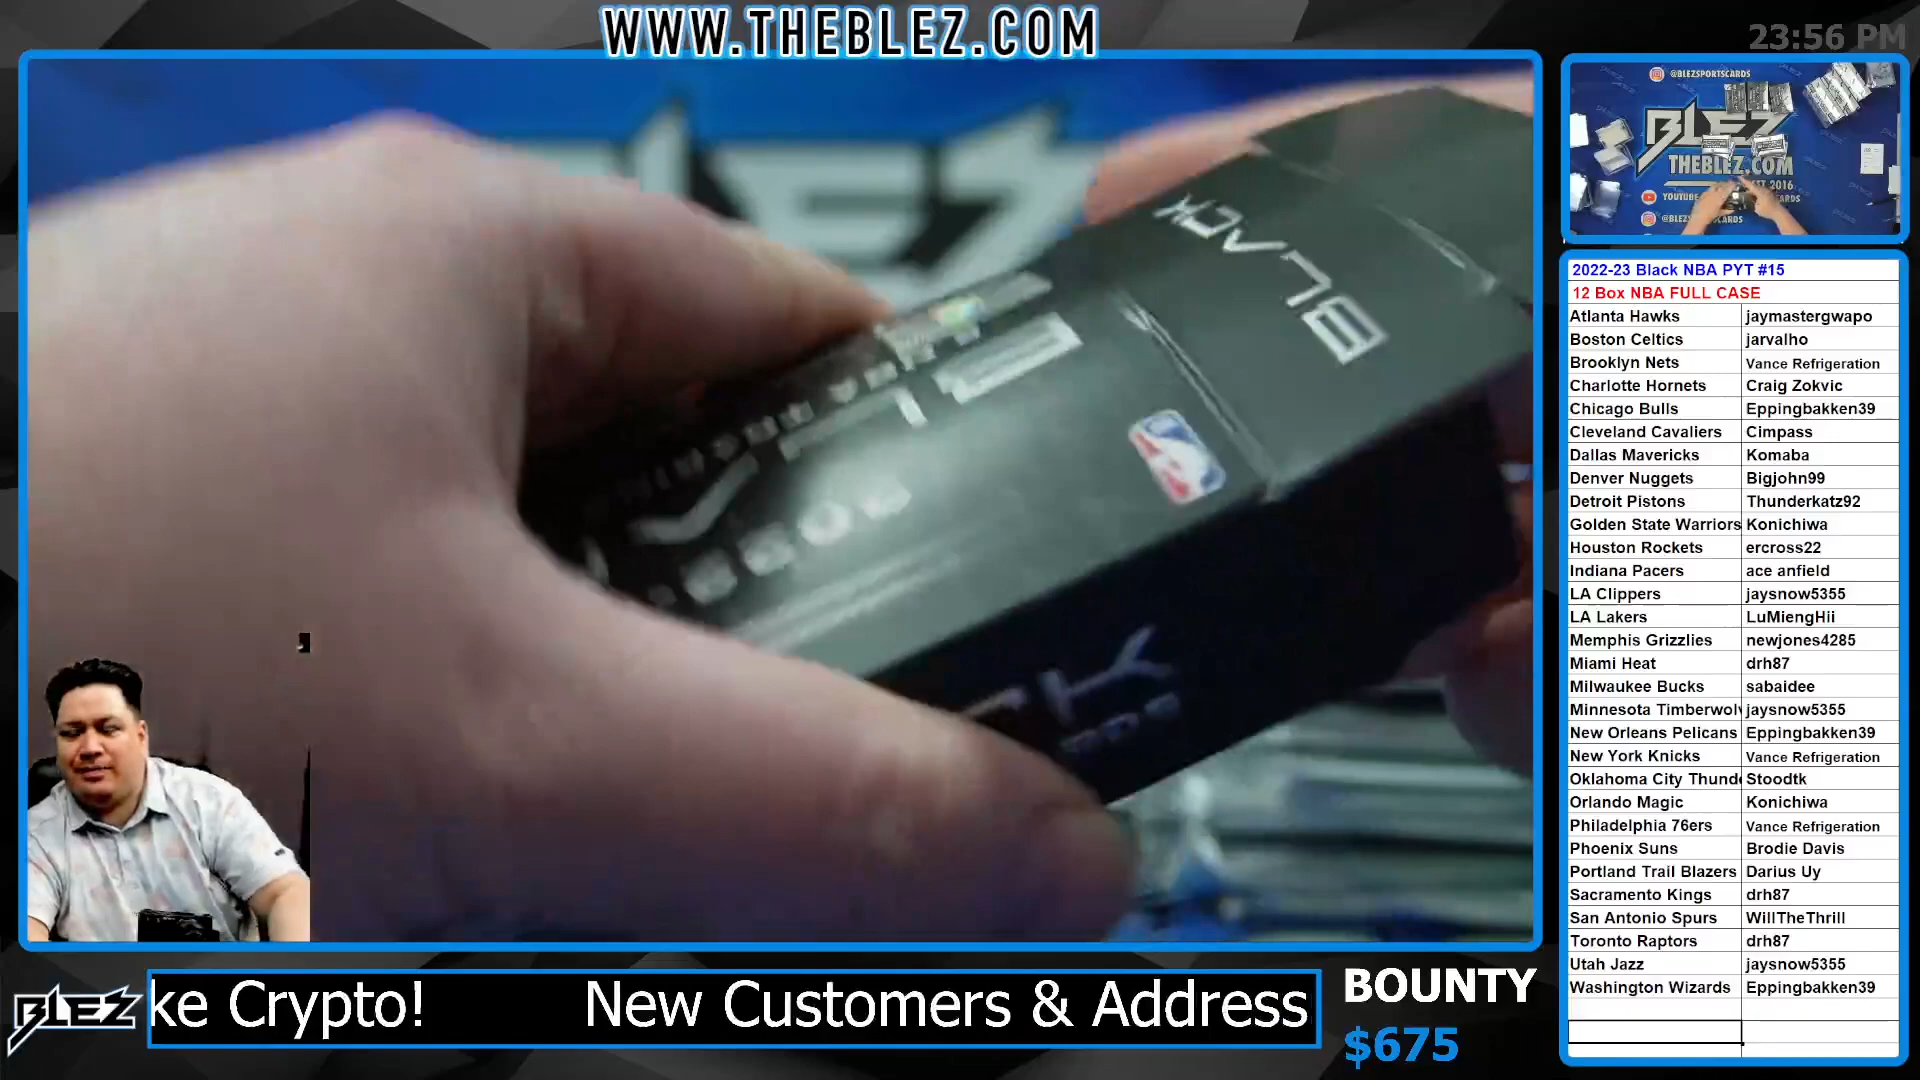 WWW.THEBLEZ.COM
23:56 PM
BLACK
@BLEZSPORTSCARDS
BLEZ
THEBLEZ.COM
2022-23 Black NBA PYT #15
12 Box NBA FULL CASE
Atlanta Hawks jaymastergwapo
Boston Celtics jarvalho
Brooklyn Nets Vance Refrigeration
Charlotte Hornets Craig Zokvic
Chicago Bulls Eppingbakken39
Cleveland Cavaliers Cimpass
Dallas Mavericks Komaba
Denver Nuggets Bigjohn99
Detroit Pistons Thunderkatz92
Golden State Warriors Konichiwa
Houston Rockets ercross22
Indiana Pacers ace anfield
LA Clippers jaysnow5355
LA Lakers LuMiengHii
Memphis Grizzlies newjones4285
Miami Heat drh87
Milwaukee Bucks sabaidee
Minnesota Timberwolv jaysnow5355
New Orleans Pelicans Eppingbakken39
New York Knicks Vance Refrigeration
Oklahoma City Thunde Stoodtk
Orlando Magic Konichiwa
Philadelphia 76ers Vance Refrigeration
Phoenix Suns Brodie Davis
Portland Trail Blazers Darius Uy
Sacramento Kings drh87
San Antonio Spurs WillTheThrill
Toronto Raptors drh87
Utah Jazz jaysnow5355
Washington Wizards Eppingbakken39
BLEZ
ke Crypto! New Customers & Address
BOUNTY
$675